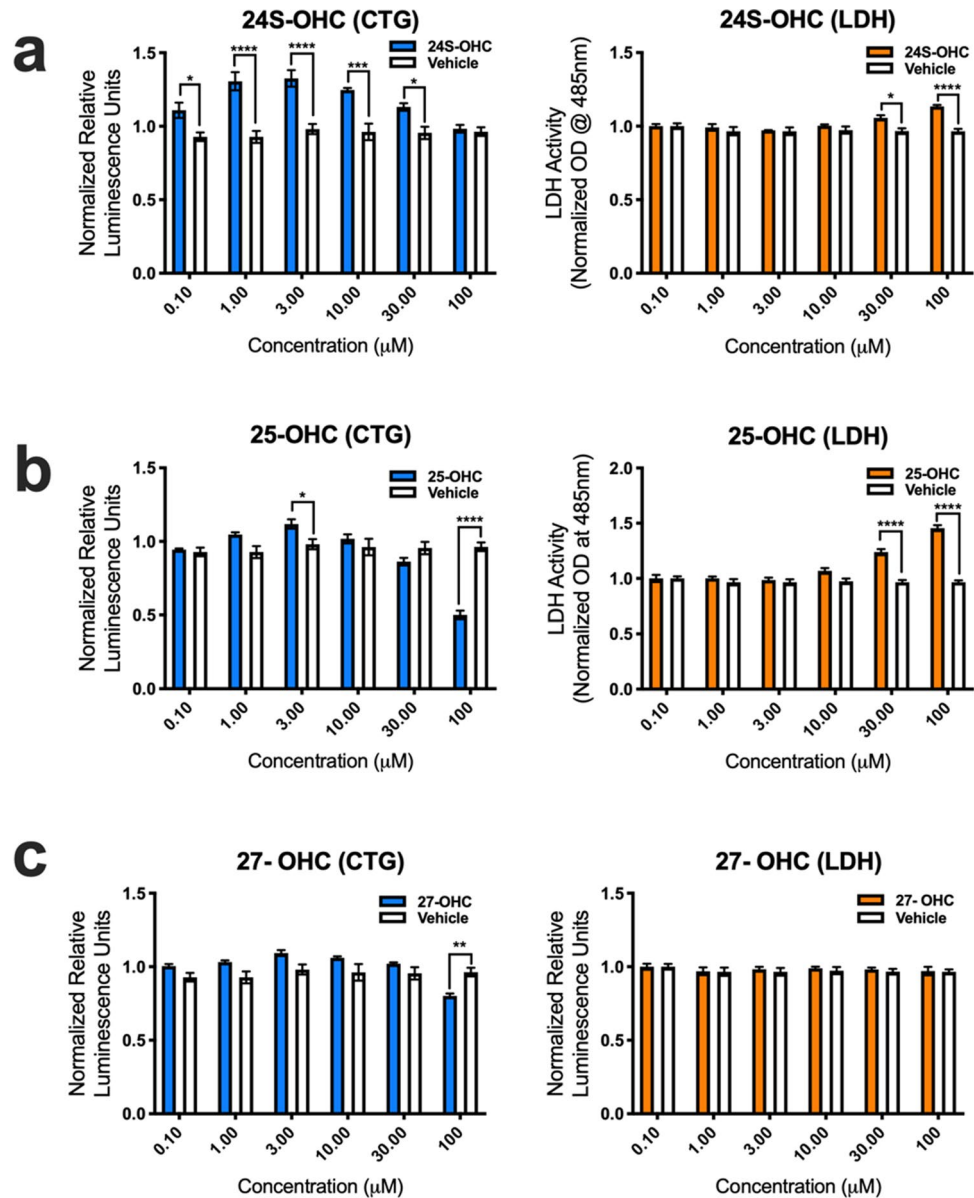 a
24S-OHC (CTG)
Normalized Relative
Luminescence Units
1.5
1.0
0.5
0.0
24S-OHC
Vehicle
*
****
****
***
*
0.10
1.00
3.00
10.00
30.00
100
Concentration (μM)
24S-OHC (LDH)
LDH Activity
(Normalized OD @ 485nm)
1.5
1.0
0.5
0.0
24S-OHC
Vehicle
*
****
0.10
1.00
3.00
10.00
30.00
100
Concentration (μM)
b
25-OHC (CTG)
Normalized Relative
Luminescence Units
1.5
1.0
0.5
0.0
25-OHC
Vehicle
*
****
0.10
1.00
3.00
10.00
30.00
100
Concentration (μM)
25-OHC (LDH)
LDH Activity
(Normalized OD at 485nm)
2.0
1.5
1.0
0.5
0.0
25-OHC
Vehicle
****
****
0.10
1.00
3.00
10.00
30.00
100
Concentration (μM)
c
27- OHC (CTG)
Normalized Relative
Luminescence Units
1.5
1.0
0.5
0.0
27-OHC
Vehicle
**
0.10
1.00
3.00
10.00
30.00
100
Concentration (μM)
27- OHC (LDH)
Normalized Relative
Luminescence Units
1.5
1.0
0.5
0.0
27- OHC
Vehicle
0.10
1.00
3.00
10.00
30.00
100
Concentration (μM)